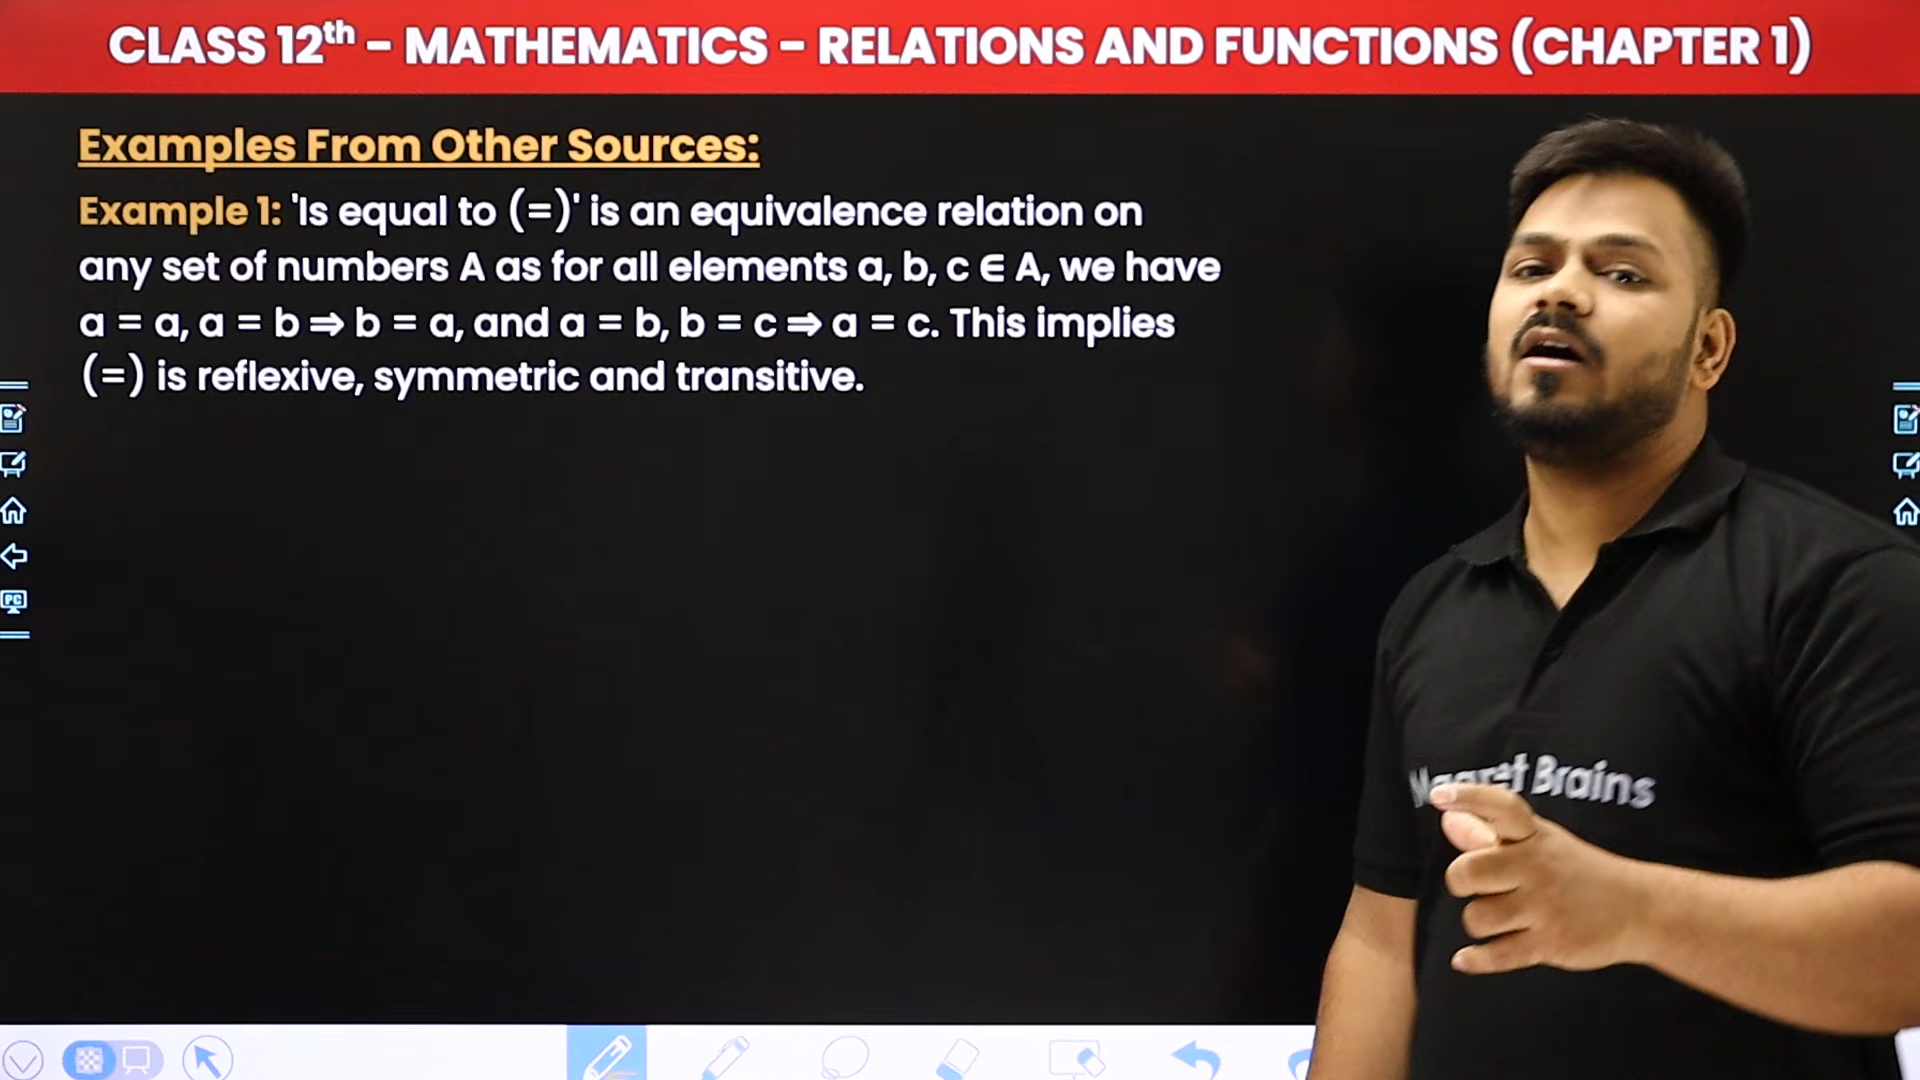 CLASS 12th - MATHEMATICS - RELATIONS AND FUNCTIONS (CHAPTER 1)
Examples From Other Sources:
Example 1: 'Is equal to (=)' is an equivalence relation on
any set of numbers A as for all elements a, b, c ∈ A, we have
a = a, a = b ⇒ b = a, and a = b, b = c ⇒ a = c. This implies
(=) is reflexive, symmetric and transitive.
PC
Brains